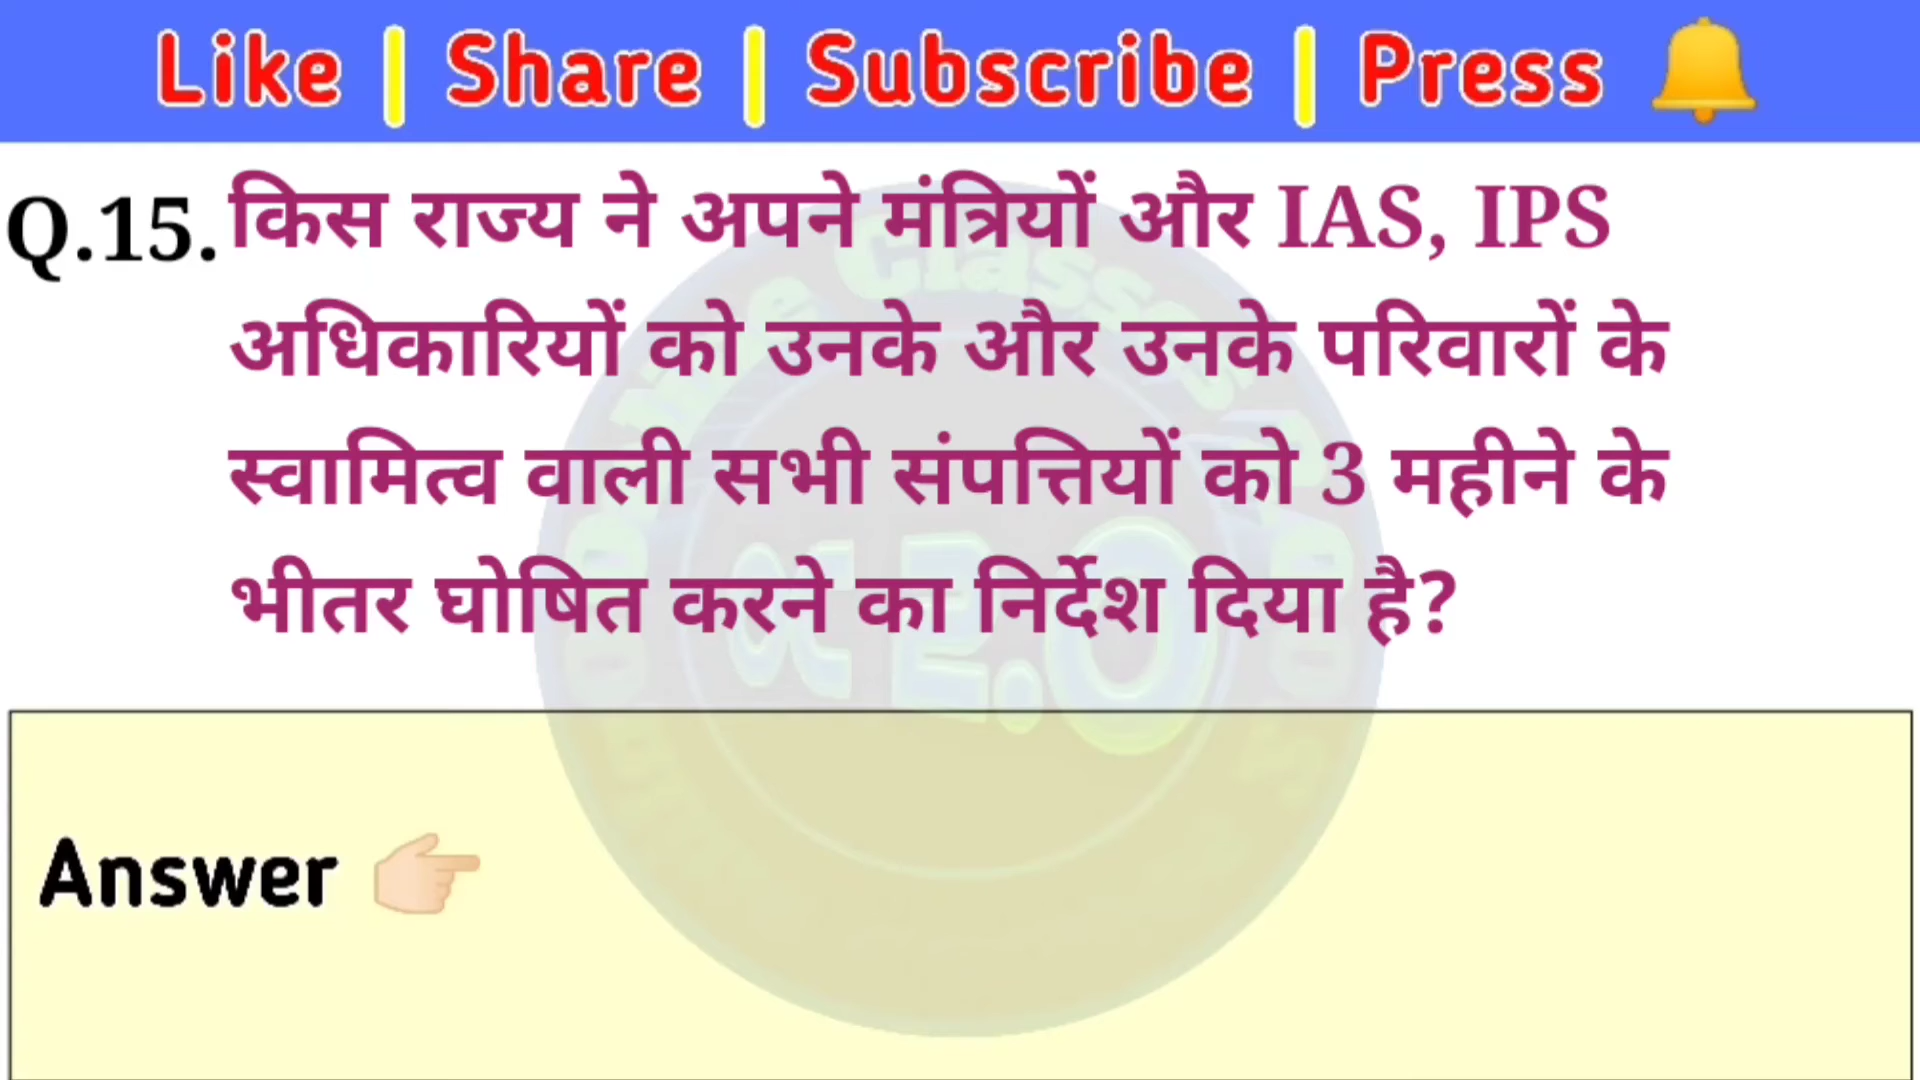 Like | Share | Subscribe | Press
Q.15. किस राज्य ने अपने मंत्रियों और IAS, IPS
अधिकारियों को उनके और उनके परिवारों के
स्वामित्व वाली सभी संपत्तियों को 3 महीने के
भीतर घोषित करने का निर्देश दिया है?
Answer